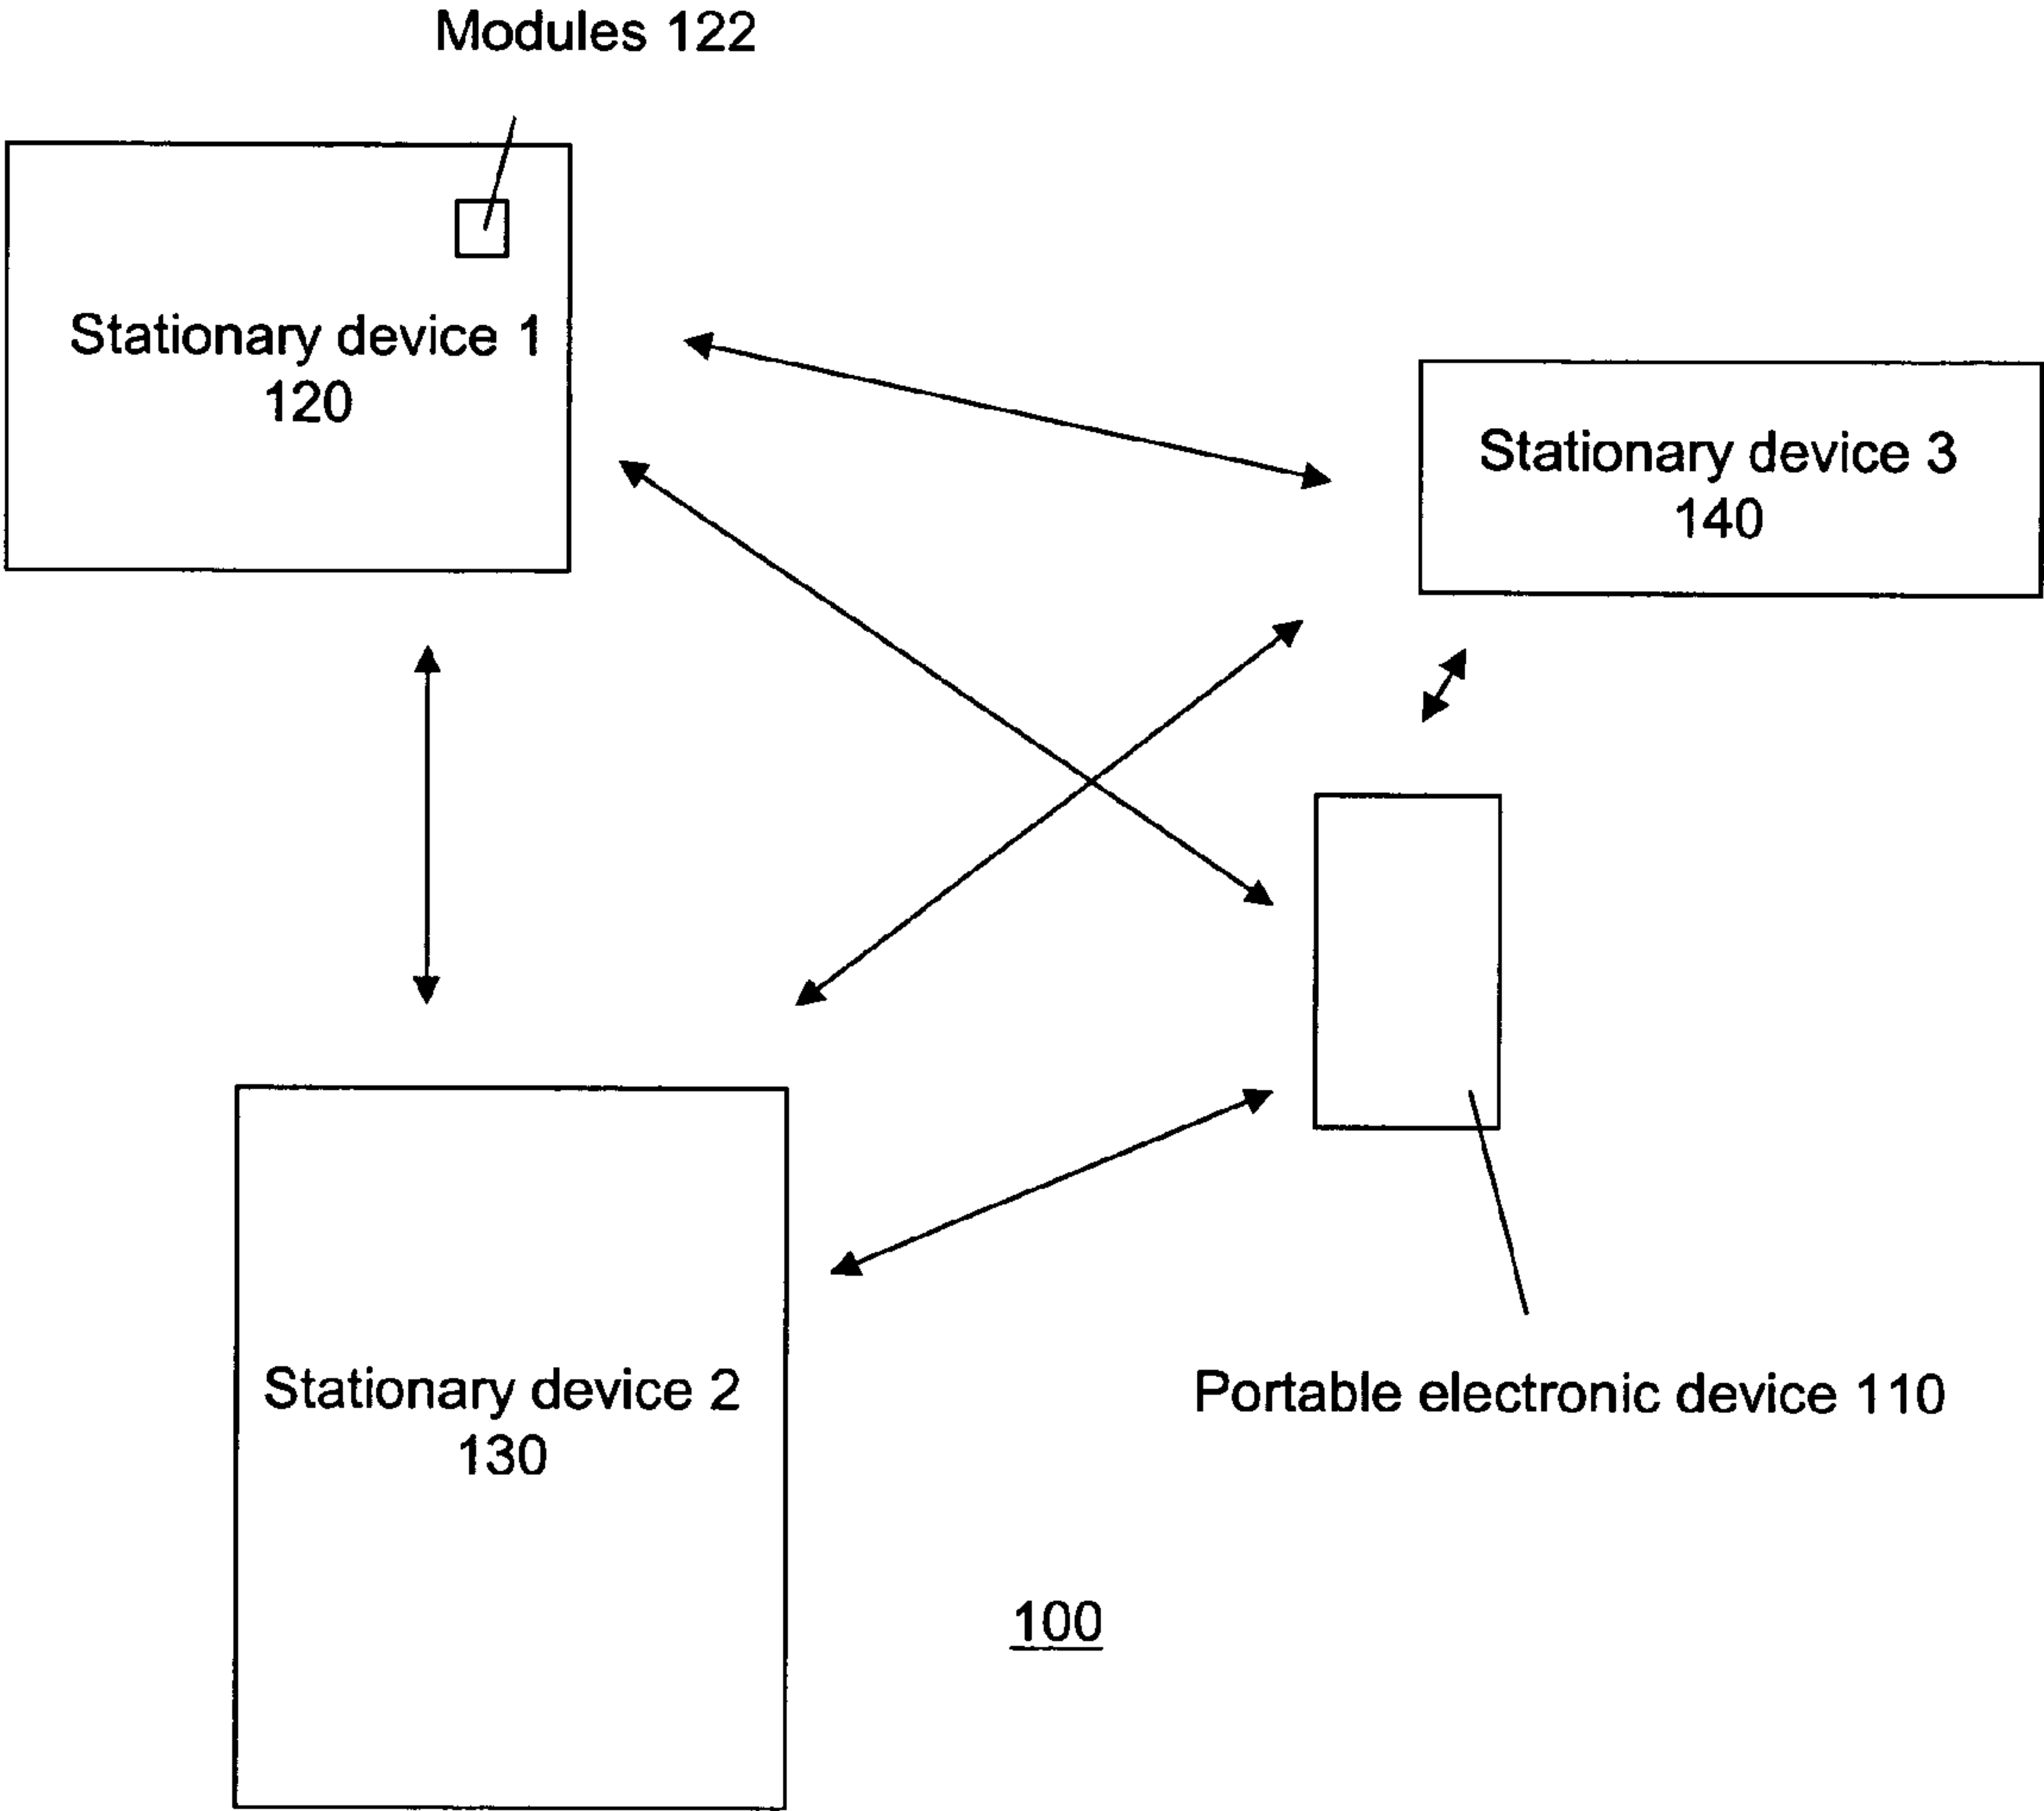 Modules 122
Stationary device 1
120
Stationary device 3
140
Stationary device 2
130
Portable electronic device 110
100